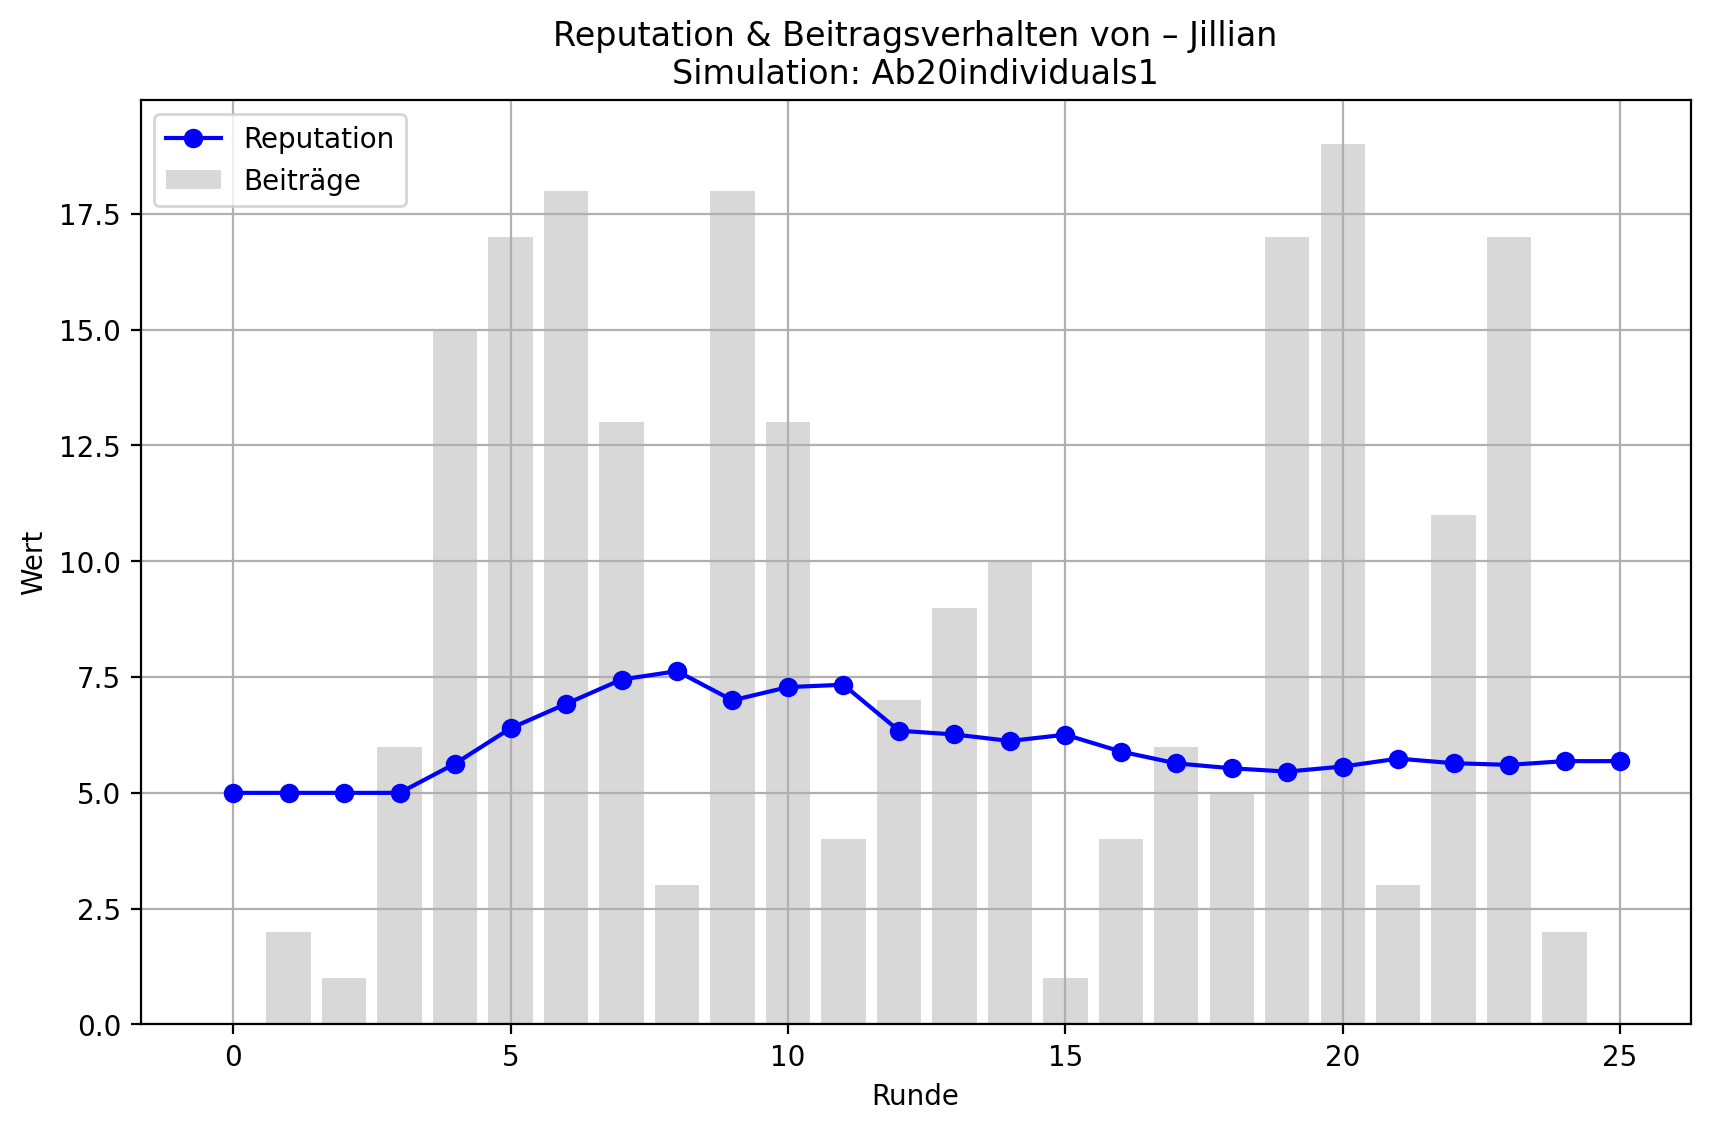 Reputation & Beitragsverhalten von – Jillian
Simulation: Ab20individuals1
Reputation
Beiträge
17.5
15.0
12.5
10.0
7.5
5.0
2.5
0.0
Wert
0 5 10 15 20 25
Runde